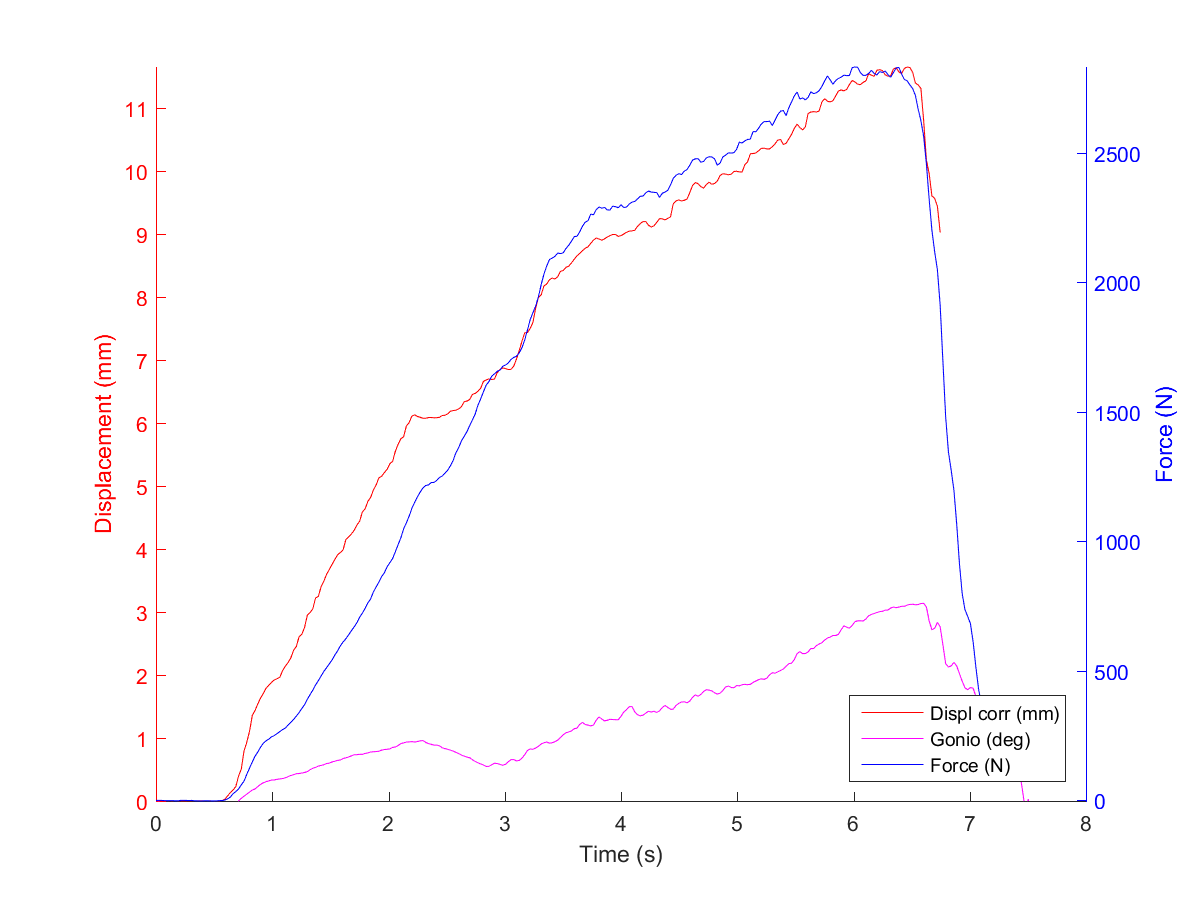 11
10
9
8
7
6
5
4
3
2
1
0
Displacement (mm)
2500
2000
1500
1000
500
0
Force (N)
Displ corr (mm)
Gonio (deg)
Force (N)
0 1 2 3 4 5 6 7 8
Time (s)